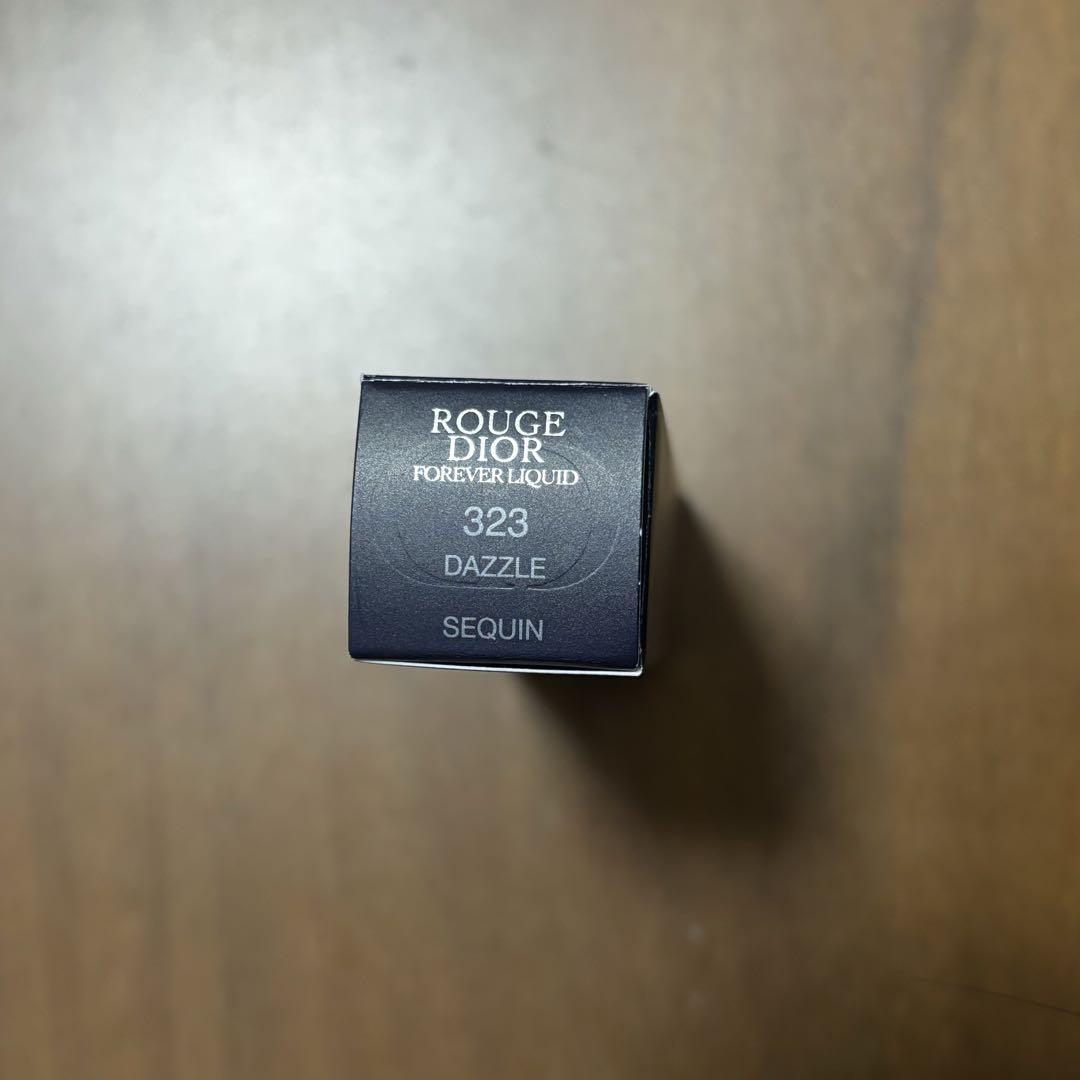 ROUGE
DIOR
FOREVER LIQUID
323
DAZZLE
SEQUIN